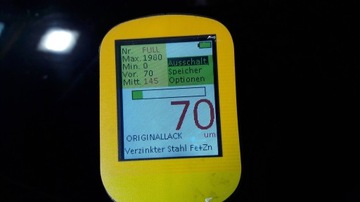 Nr. FULL
Max. 1980
Min. 0
Vor. 70
Mitt. 145
Ausschalt
Speicher
Optionen
70
ORIGINALLACK um
Verzinkter Stahl Fe+Zn